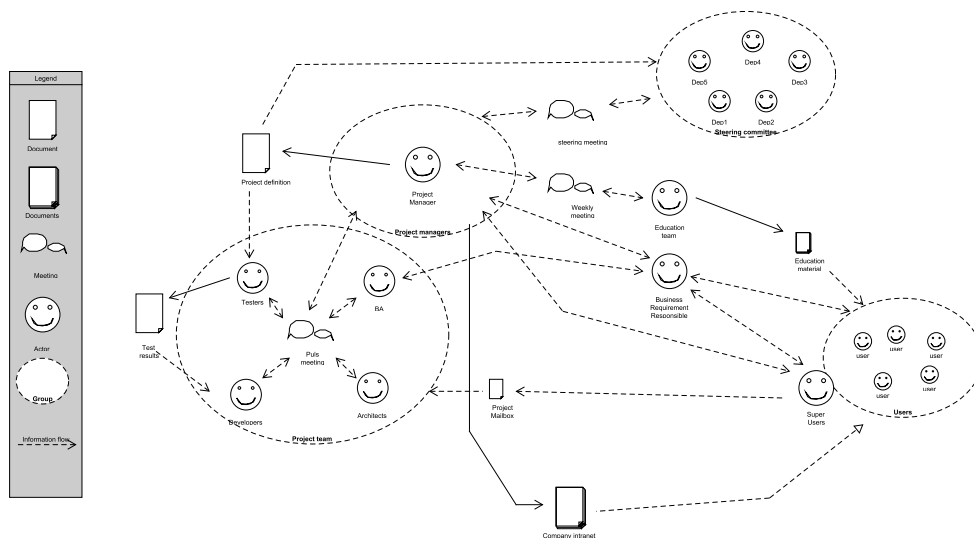 Legend
Document
Documents
Meeting
Actor
Group
Information flow
Dep4
Dep5
Dep3
Dep1
Dep2
Steering committe
steering meeting
Project definition
Project
Manager
Project managers
Weekly
meeting
Education
team
Education
material
Testers
BA
Business
Requirement
Responsible
Test
results
Puls
meeting
Developers
Architects
Project team
Project
Mailbox
Super
Users
user
user
user
user
user
Users
Company intranet